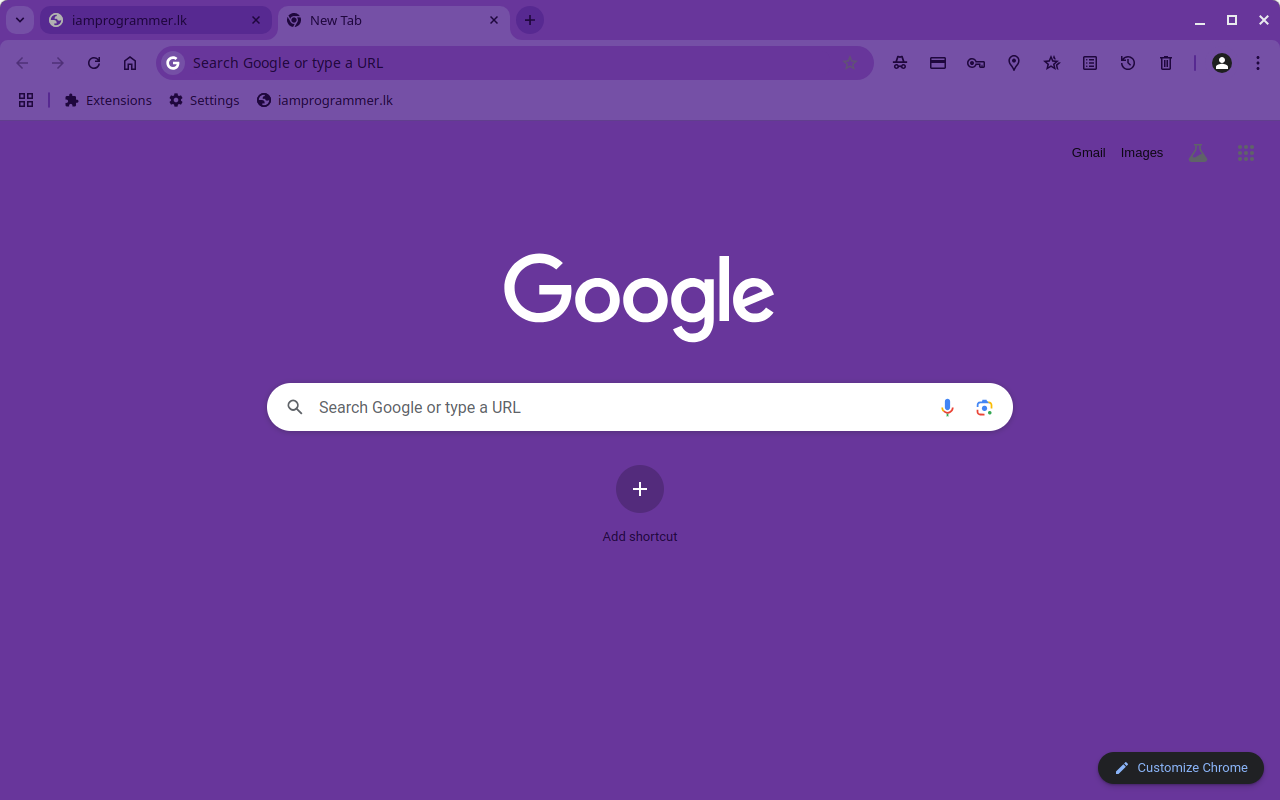 iamprogrammer.lk
New Tab
Search Google or type a URL
Extensions
Settings
iamprogrammer.lk
Gmail
Images
Google
Search Google or type a URL
Add shortcut
Customize Chrome